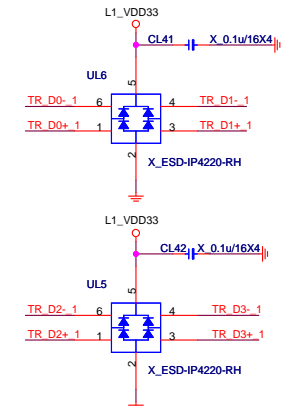 L1_VDD33
CL41 X_0.1u/16X4
UL6
5
TR_D0-_1 6 4 TR_D1-_1
TR_D0+_1 1 3 TR_D1+_1
2
X_ESD-IP4220-RH
L1_VDD33
CL42 X_0.1u/16X4
UL5
5
TR_D2-_1 6 4 TR_D3-_1
TR_D2+_1 1 3 TR_D3+_1
2
X_ESD-IP4220-RH